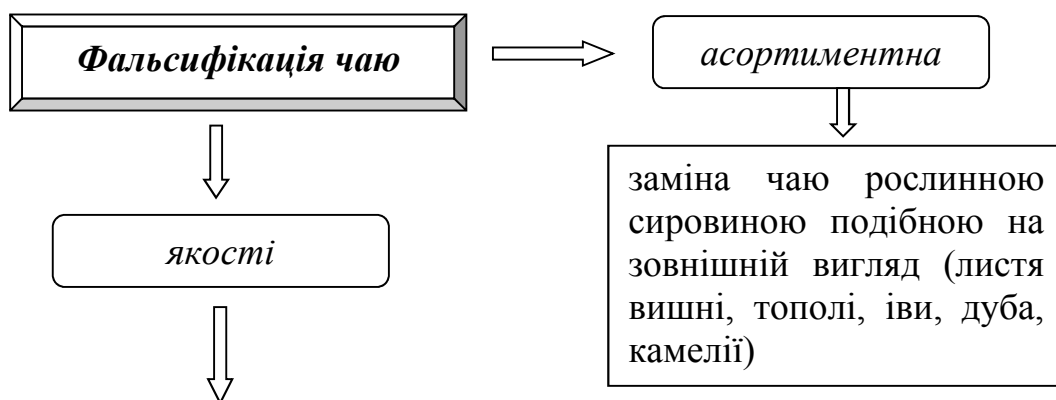 Фальсифікація чаю
асортиментна
якості
заміна чаю рослинною
сировиною подібною на
зовнішній вигляд (листя
вишні, тополі, іви, дуба,
камелії)